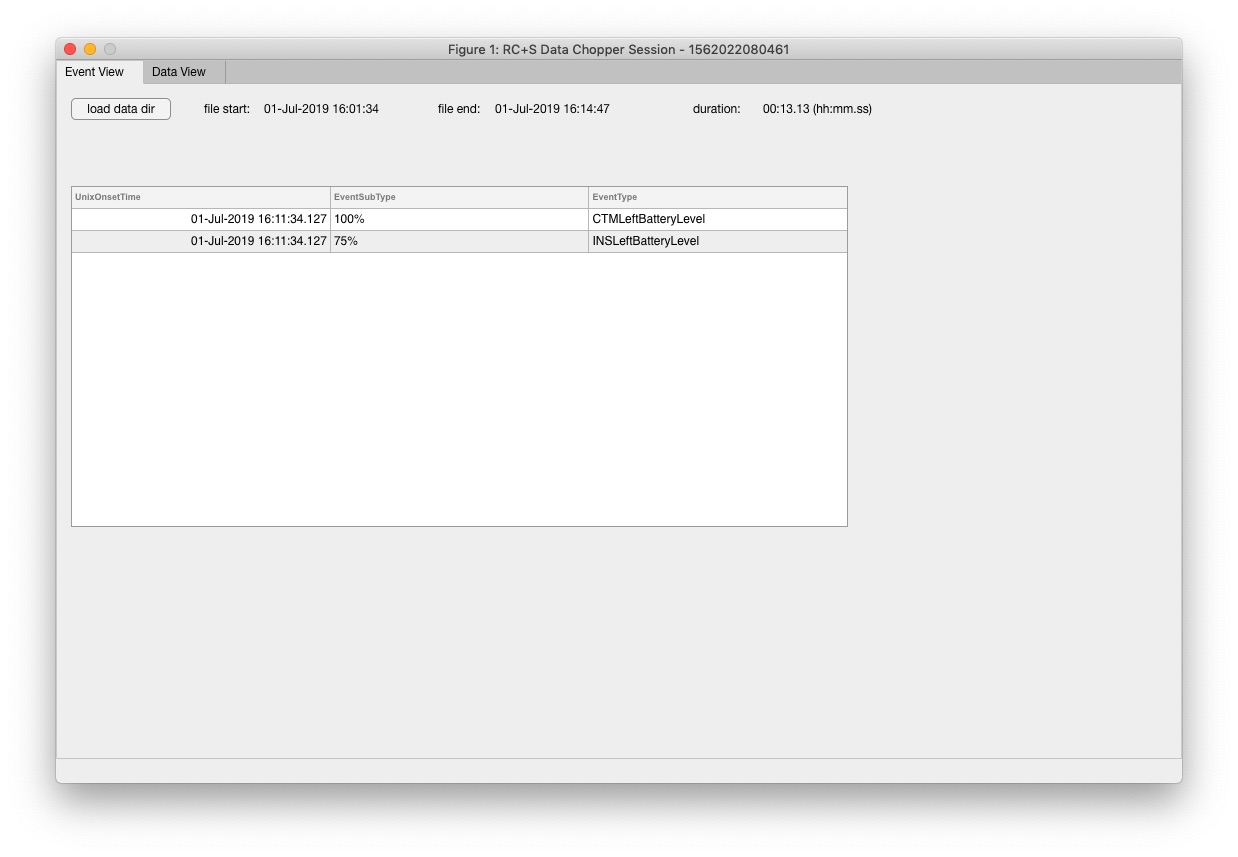 Figure 1: RC+S Data Chopper Session - 1562022080461
Event View Data View
load data dir file start: 01-Jul-2019 16:01:34 file end: 01-Jul-2019 16:14:47 duration: 00:13.13 (hh:mm.ss)
UnixOnsetTime EventSubType EventType
01-Jul-2019 16:11:34.127 100% CTMLeftBatteryLevel
01-Jul-2019 16:11:34.127 75% INSLeftBatteryLevel